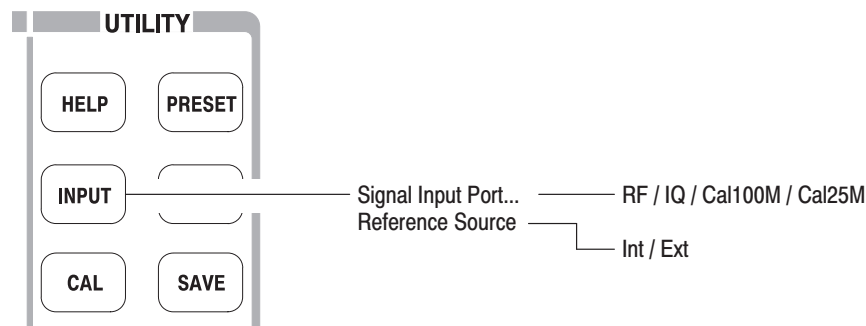 UTILITY
HELP PRESET
INPUT
Signal Input Port... RF / IQ / Cal100M / Cal25M
Reference Source
Int / Ext
CAL SAVE